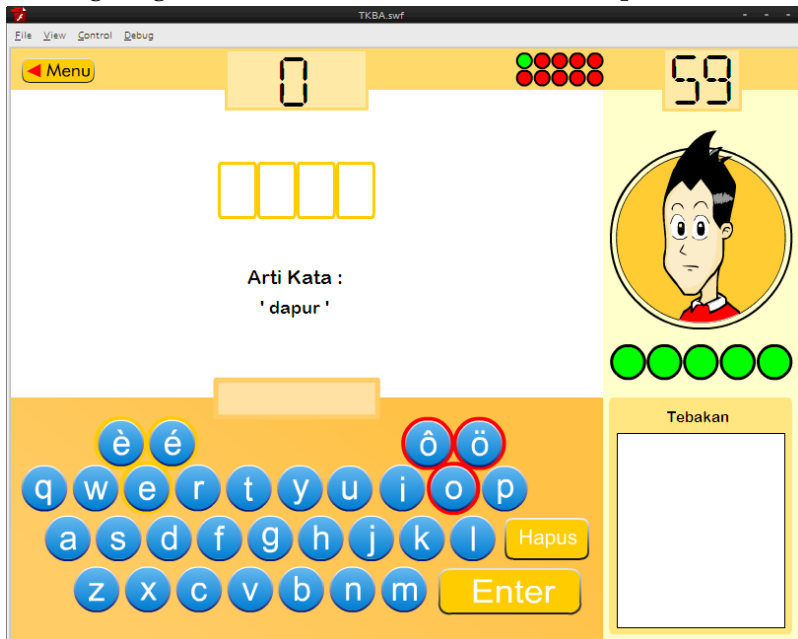 TKBA.swf
File View Control Debug
Menu
0
59
Arti Kata :
' dapur '
Tebakan
è é ô ö
q w e r t y u i o p
a s d f g h j k l Hapus
z x c v b n m Enter